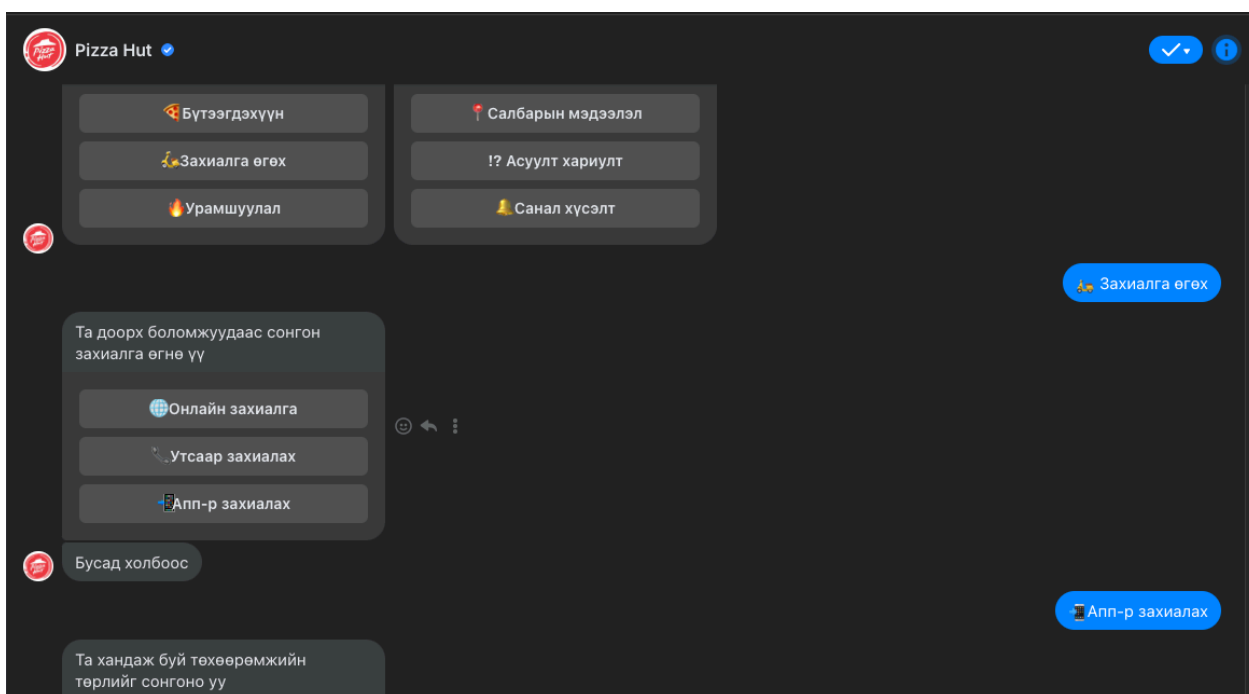 Pizza Hut
🍕Бүтээгдэхүүн
🛵Захиалга өгөх
🔥Урамшуулал
📍Салбарын мэдээлэл
⁉ Асуулт хариулт
🔔Санал хүсэлт
🛵 Захиалга өгөх
Та доорх боломжуудаас сонгон
захиалга өгнө үү
🌐Онлайн захиалга
📞Утсаар захиалах
📲Апп-р захиалах
Бусад холбоос
📲Апп-р захиалах
Та хандаж буй төхөөрөмжийн
төрлийг сонгоно уу